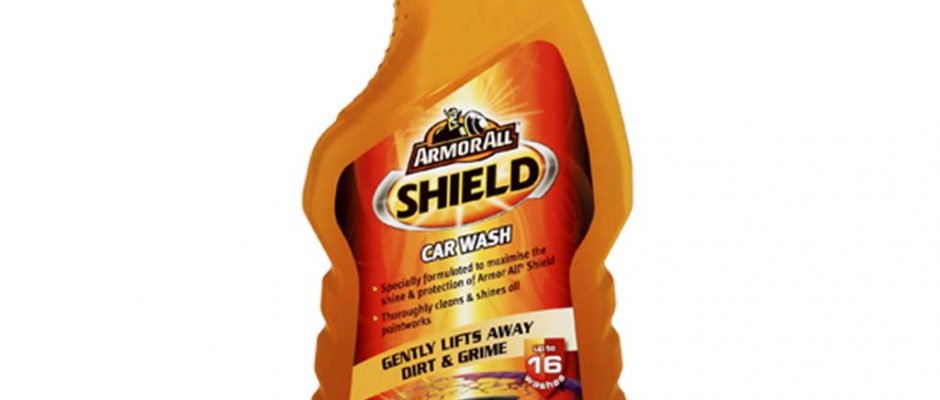 ARMORALL
SHIELD
CAR WASH
• Specially formulated to maximise the
shine & protection of Armor All® Shield
• Thoroughly cleans & shines all
paintworks
GENTLY LIFTS AWAY
DIRT & GRIME
up to
16
washes